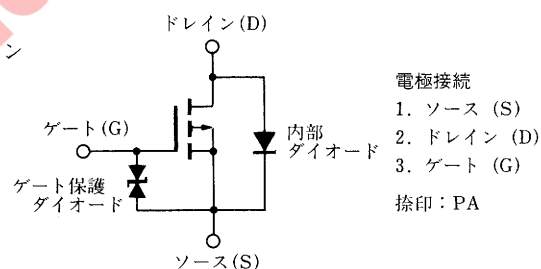 ドレイン(D)
ン
ゲート(G)
内部
ダイオード
ゲート保護
ダイオード
ソース(S)
電極接続
1. ソース (S)
2. ドレイン (D)
3. ゲート (G)
捺印：PA